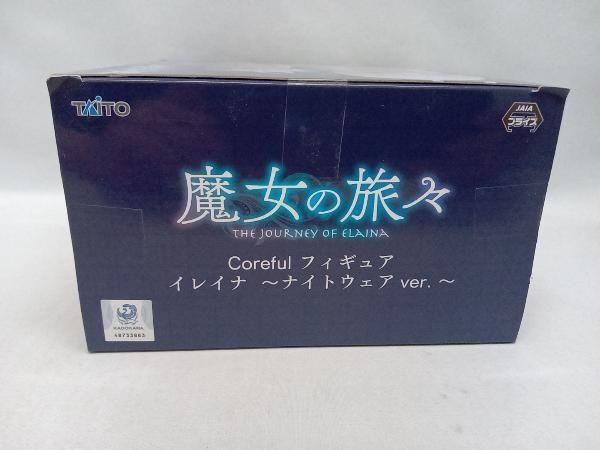 TAITO
JAIA
プライズ
魔女の旅々
THE JOURNEY OF ELAINA
Coreful フィギュア
イレイナ ～ナイトウェア ver.～
KADOKAWA
48733663